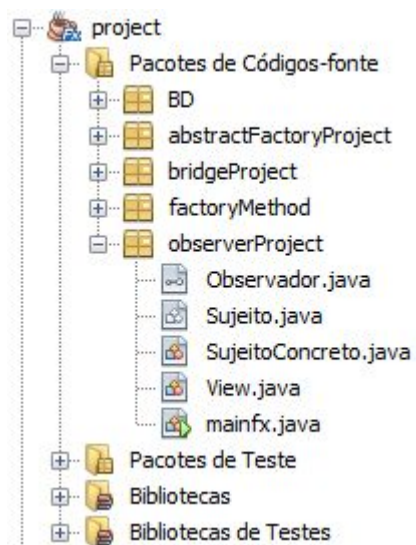 project
Pacotes de Códigos-fonte
BD
abstractFactoryProject
bridgeProject
factoryMethod
observerProject
Observador.java
Sujeito.java
SujeitoConcreto.java
View.java
mainfx.java
Pacotes de Teste
Bibliotecas
Bibliotecas de Testes